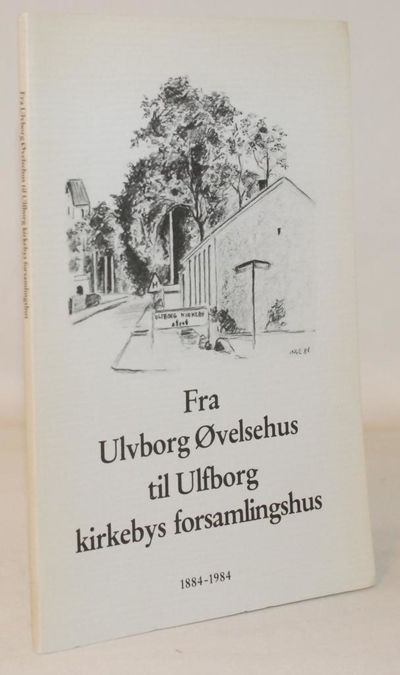 Fra Ulvborg Øvelsehus til Ulfborg kirkebys forsamlingshus
ULFBORG KIRKEBY
Fra
Ulvborg Øvelsehus
til Ulfborg
kirkebys forsamlingshus
1884-1984